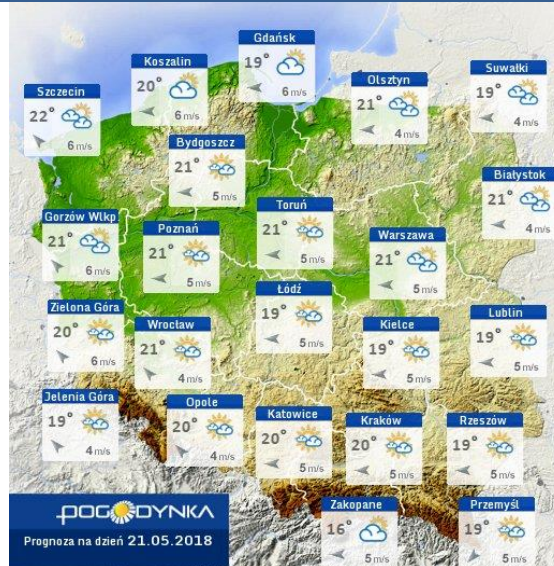 Gdańsk
19°
6 m/s
Koszalin
20°
6 m/s
Suwałki
19°
4 m/s
Olsztyn
21°
4 m/s
Szczecin
22°
6 m/s
Bydgoszcz
21°
5 m/s
Białystok
21°
4 m/s
Toruń
21°
5 m/s
Gorzów Wlkp.
21°
6 m/s
Poznań
21°
5 m/s
Warszawa
21°
5 m/s
Łódź
19°
5 m/s
Zielona Góra
20°
6 m/s
Lublin
19°
5 m/s
Wrocław
21°
4 m/s
Kielce
19°
5 m/s
Jelenia Góra
19°
4 m/s
Opole
20°
4 m/s
Katowice
20°
5 m/s
Kraków
20°
5 m/s
Rzeszów
19°
5 m/s
Zakopane
16°
5 m/s
Przemyśl
19°
5 m/s
POGODYNKA
Prognoza na dzień 21.05.2018